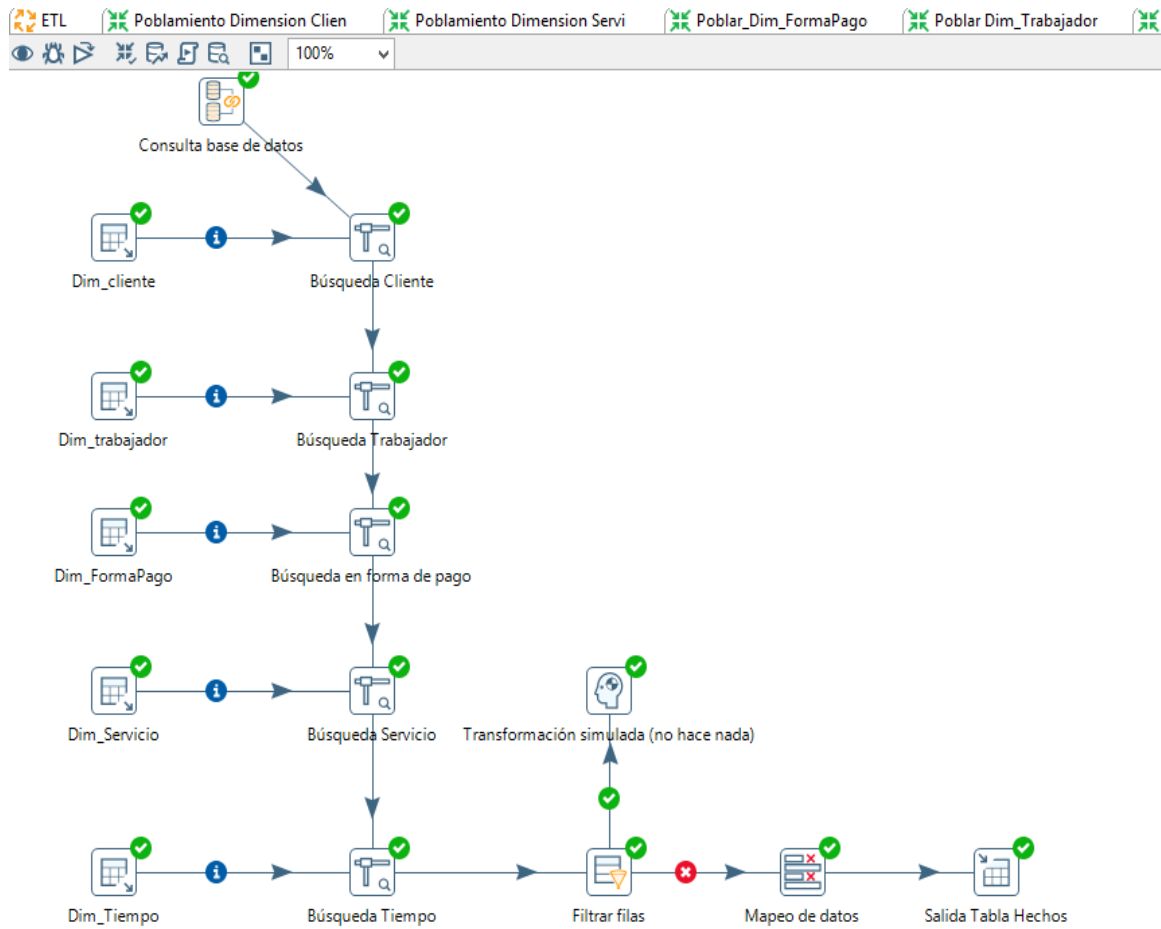 ETL Poblamiento Dimension Clien Poblamiento Dimension Servi Poblar_Dim_FormaPago Poblar Dim_Trabajador
100%
Consulta base de datos
Dim_cliente Búsqueda Cliente
Dim_trabajador Búsqueda Trabajador
Dim_FormaPago Búsqueda en forma de pago
Dim_Servicio Búsqueda Servicio Transformación simulada (no hace nada)
Dim_Tiempo Búsqueda Tiempo Filtrar filas Mapeo de datos Salida Tabla Hechos